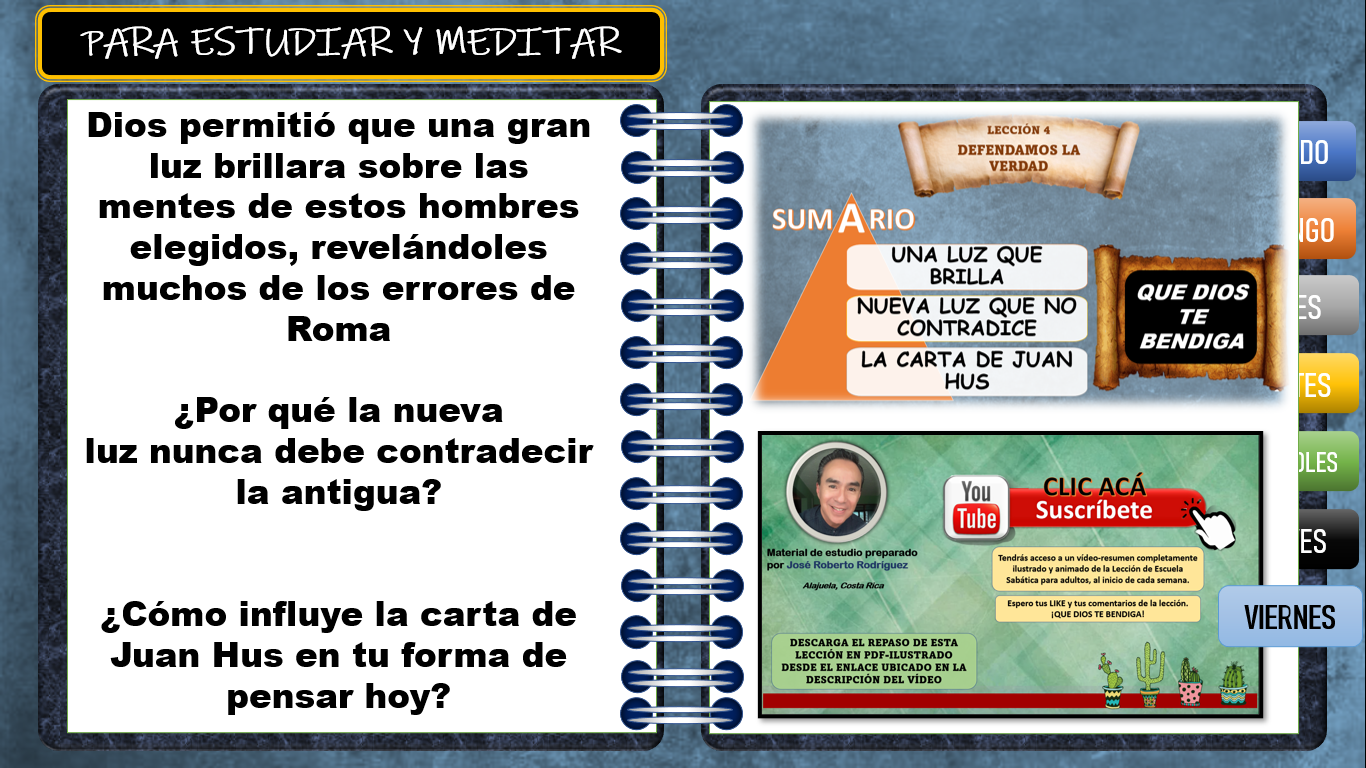 PARA ESTUDIAR Y MEDITAR
Dios permitió que una gran
luz brillara sobre las
mentes de estos hombres
elegidos, revelándoles
muchos de los errores de
Roma
¿Por qué la nueva
luz nunca debe contradecir
la antigua?
¿Cómo influye la carta de
Juan Hus en tu forma de
pensar hoy?
LECCIÓN 4
DEFENDAMOS LA
VERDAD
SUMARIO
UNA LUZ QUE
BRILLA
NUEVA LUZ QUE NO
CONTRADICE
LA CARTA DE JUAN
HUS
QUE DIOS
TE
BENDIGA
Material de estudio preparado
por José Roberto Rodríguez
Alajuela, Costa Rica
You
Tube
CLIC ACÁ
Suscríbete
Tendrás acceso a un vídeo-resumen completamente
ilustrado y animado de la Lección de Escuela
Sabática para adultos, al inicio de cada semana.
Espero tus LIKE y tus comentarios de la lección.
¡QUE DIOS TE BENDIGA!
DESCARGA EL REPASO DE ESTA
LECCIÓN EN PDF-ILUSTRADO
DESDE EL ENLACE UBICADO EN LA
DESCRIPCIÓN DEL VÍDEO
DO
NGO
ES
TES
OLES
ES
VIERNES